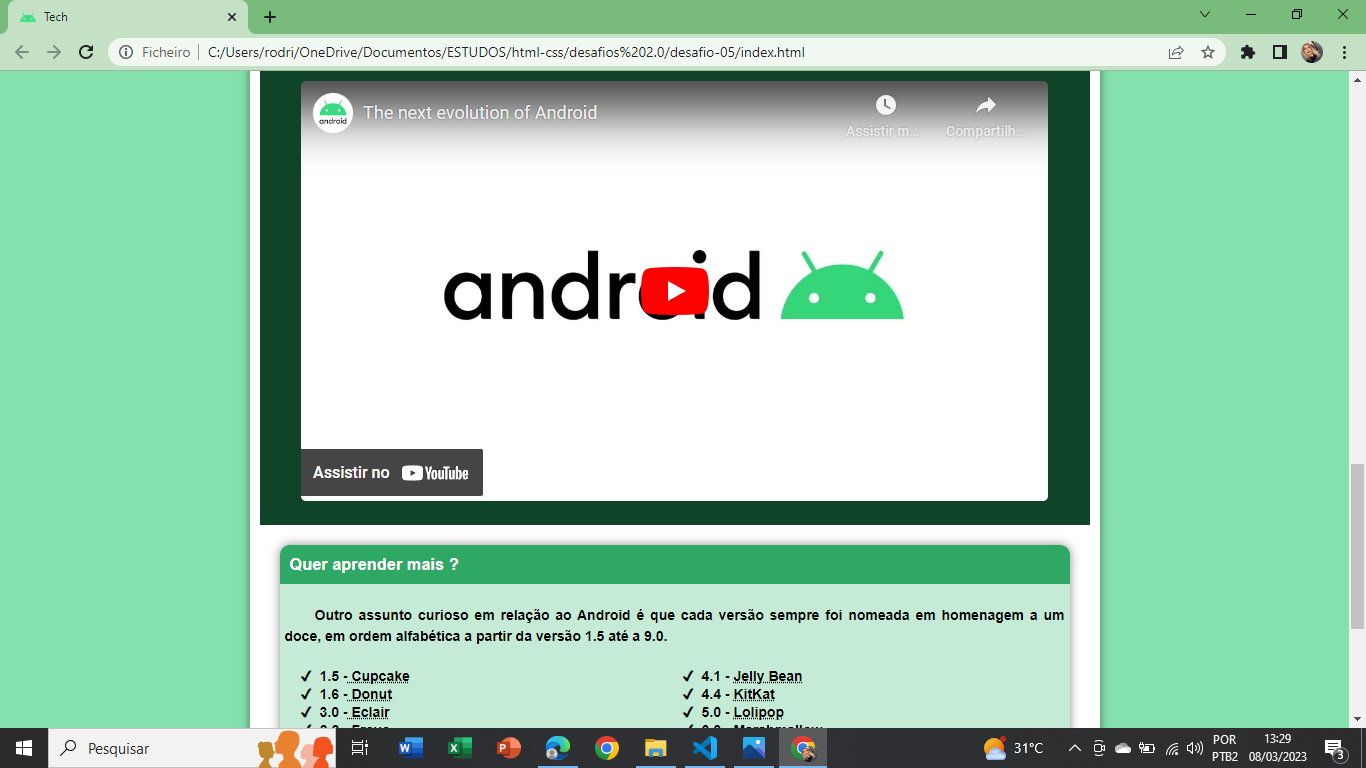 Tech
Ficheiro
C:/Users/rodri/OneDrive/Documentos/ESTUDOS/html-css/desafios%202.0/desafio-05/index.html
android
The next evolution of Android
Assistir m...
Compartilh...
android
Assistir no YouTube
Quer aprender mais ?
Outro assunto curioso em relação ao Android é que cada versão sempre foi nomeada em homenagem a um
doce, em ordem alfabética a partir da versão 1.5 até a 9.0.
✔ 1.5 - Cupcake
✔ 1.6 - Donut
✔ 3.0 - Eclair
✔ 4.1 - Jelly Bean
✔ 4.4 - KitKat
✔ 5.0 - Lolipop
Pesquisar
31°C
POR
PTB2
13:29
08/03/2023
3